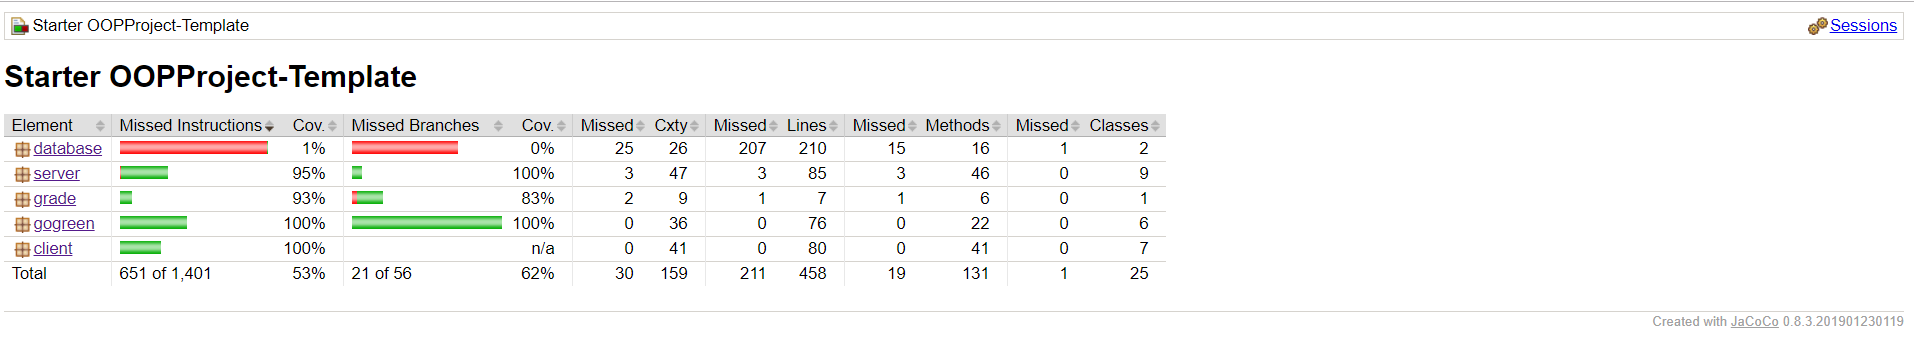 Starter OOPProject-Template Sessions
Starter OOPProject-Template
Element Missed Instructions Cov. Missed Branches Cov. Missed Cxty Missed Lines Missed Methods Missed Classes
database 1% 0% 25 26 207 210 15 16 1 2
server 95% 100% 3 47 3 85 3 46 0 9
grade 93% 83% 2 9 1 7 1 6 0 1
gogreen 100% 100% 0 36 0 76 0 22 0 6
client 100% n/a 0 41 0 80 0 41 0 7
Total 651 of 1,401 53% 21 of 56 62% 30 159 211 458 19 131 1 25
Created with JaCoCo 0.8.3.201901230119